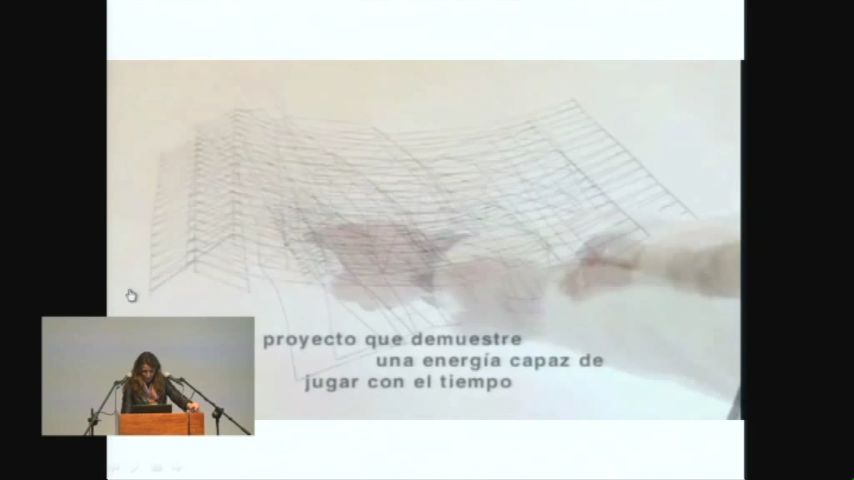 proyecto que demuestre
una energía capaz de
jugar con el tiempo